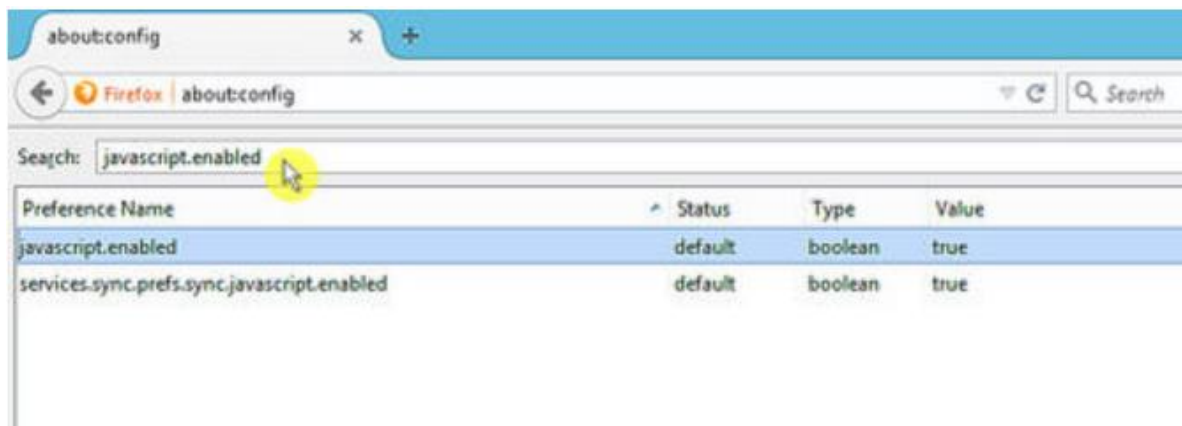 about:config
Firefox about:config Search
Search: javascript.enabled
Preference Name Status Type Value
javascript.enabled default boolean true
services.sync.prefs.sync.javascript.enabled default boolean true